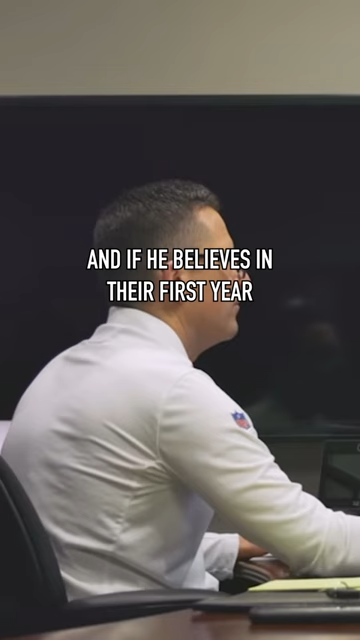 AND IF HE BELIEVES IN
THEIR FIRST YEAR